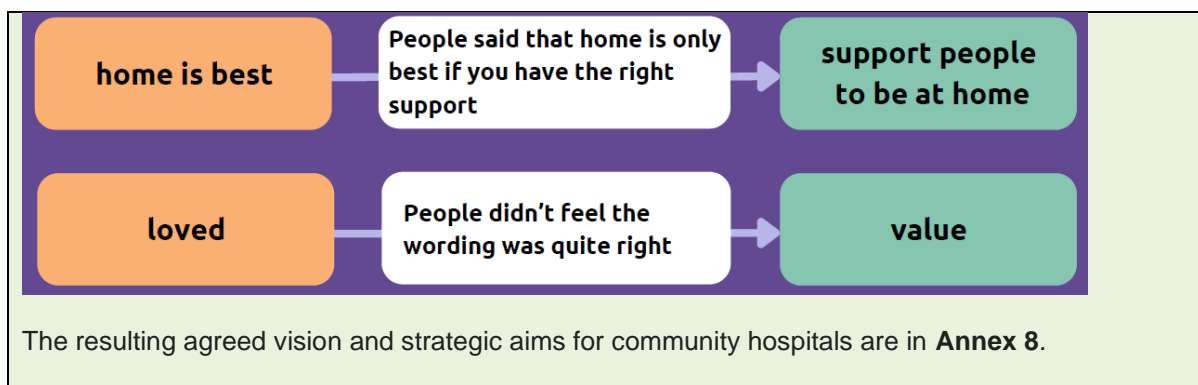 home is best
People said that home is only
best if you have the right
support
support people
to be at home
loved
People didn’t feel the
wording was quite right
value
The resulting agreed vision and strategic aims for community hospitals are in Annex 8.